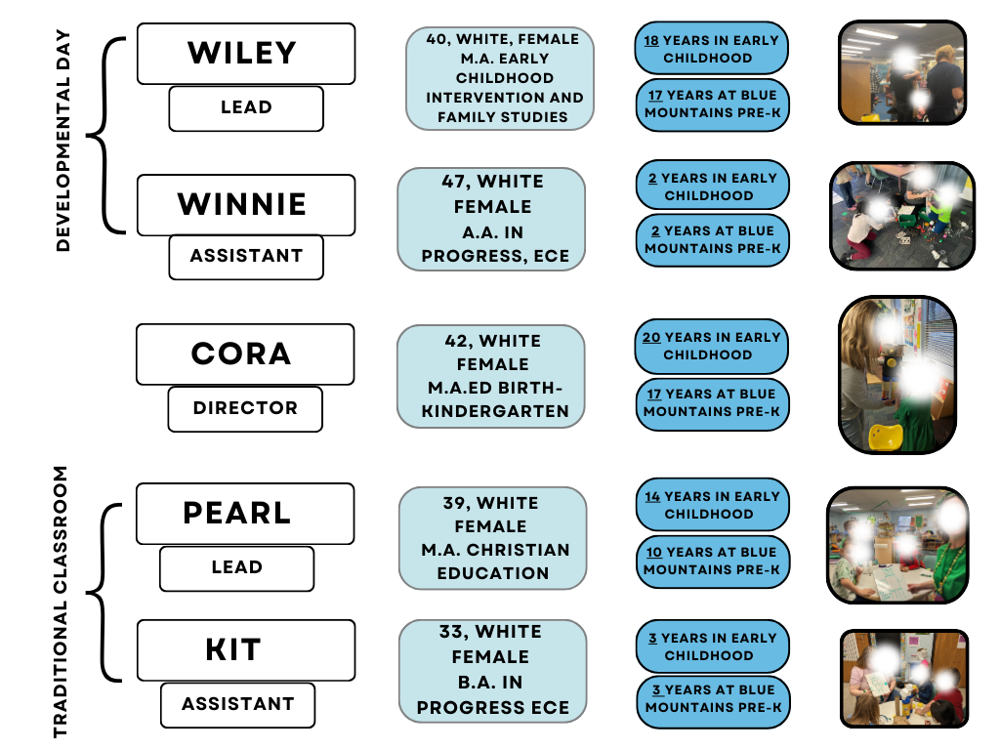 DEVELOPMENTAL DAY
WILEY
LEAD
40, WHITE, FEMALE
M.A. EARLY
CHILDHOOD
INTERVENTION AND
FAMILY STUDIES
18 YEARS IN EARLY
CHILDHOOD
17 YEARS AT BLUE
MOUNTAINS PRE-K
WINNIE
ASSISTANT
47, WHITE
FEMALE
A.A. IN
PROGRESS, ECE
2 YEARS IN EARLY
CHILDHOOD
2 YEARS AT BLUE
MOUNTAINS PRE-K
CORA
DIRECTOR
42, WHITE
FEMALE
M.A.ED BIRTH-
KINDERGARTEN
20 YEARS IN EARLY
CHILDHOOD
17 YEARS AT BLUE
MOUNTAINS PRE-K
TRADITIONAL CLASSROOM
PEARL
LEAD
39, WHITE
FEMALE
M.A. CHRISTIAN
EDUCATION
14 YEARS IN EARLY
CHILDHOOD
10 YEARS AT BLUE
MOUNTAINS PRE-K
KIT
ASSISTANT
33, WHITE
FEMALE
B.A. IN
PROGRESS ECE
3 YEARS IN EARLY
CHILDHOOD
3 YEARS AT BLUE
MOUNTAINS PRE-K